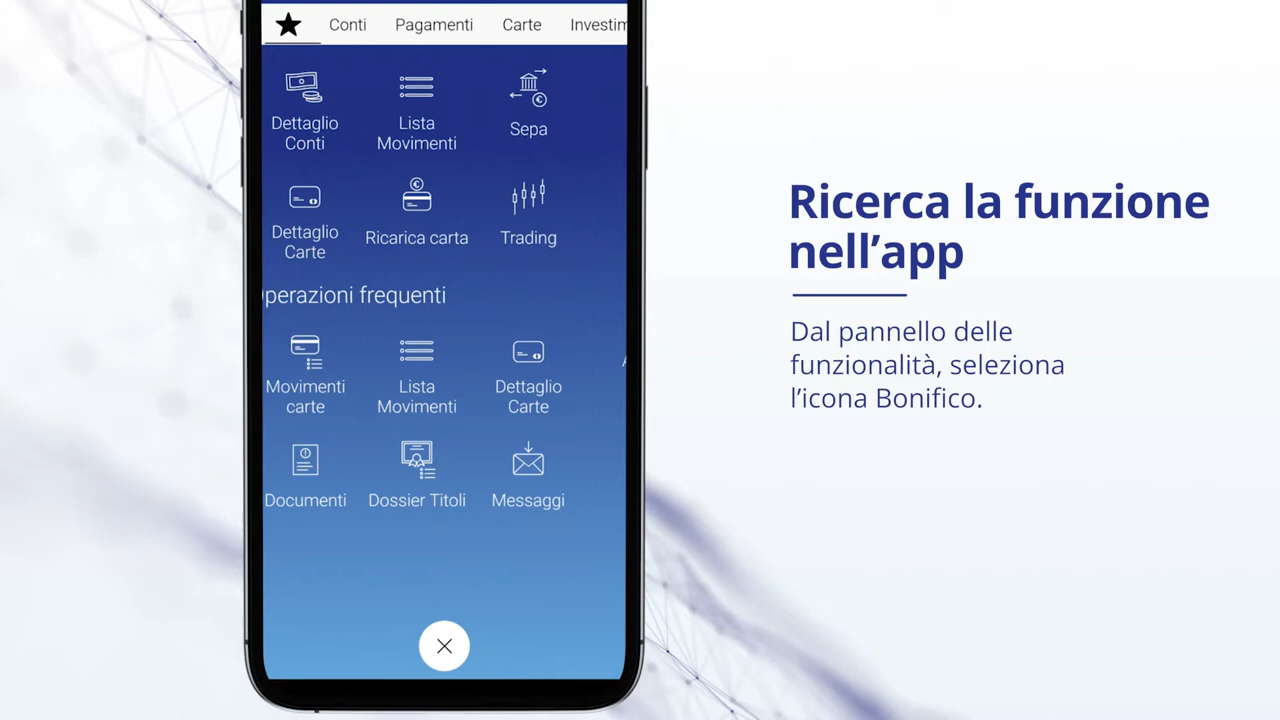 Conti Pagamenti Carte Investim
Dettaglio Conti
Lista Movimenti
Sepa
Dettaglio Carte
Ricarica carta
Trading
perazioni frequenti
Movimenti carte
Lista Movimenti
Dettaglio Carte
Documenti
Dossier Titoli
Messaggi
Ricerca la funzione
nell’app
Dal pannello delle
funzionalità, seleziona
l’icona Bonifico.